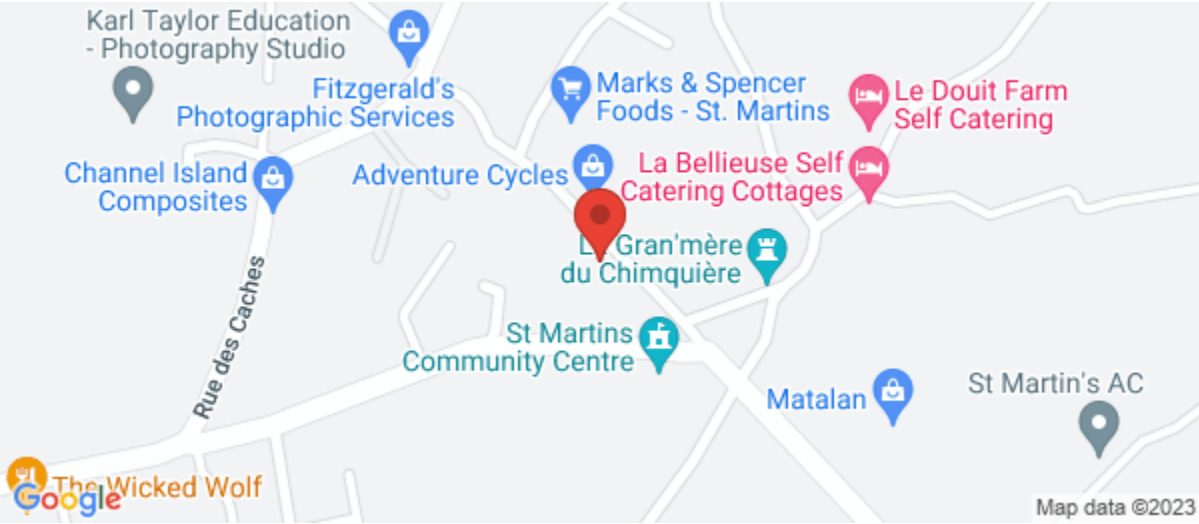 Karl Taylor Education
- Photography Studio
Fitzgerald's
Photographic Services
Marks & Spencer
Foods - St. Martins
Le Douit Farm
Self Catering
Channel Island
Composites
Adventure Cycles
La Bellieuse Self
Catering Cottages
La Gran'mère
du Chimquière
Rue des Caches
St Martins
Community Centre
Matalan
St Martin's AC
The Wicked Wolf
Google
Map data ©2023